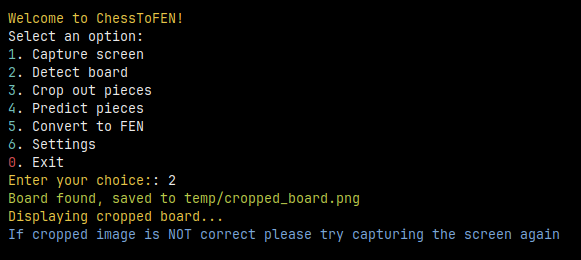 Welcome to ChessToFEN!
Select an option:
1. Capture screen
2. Detect board
3. Crop out pieces
4. Predict pieces
5. Convert to FEN
6. Settings
0. Exit
Enter your choice:: 2
Board found, saved to temp/cropped_board.png
Displaying cropped board...
If cropped image is NOT correct please try capturing the screen again